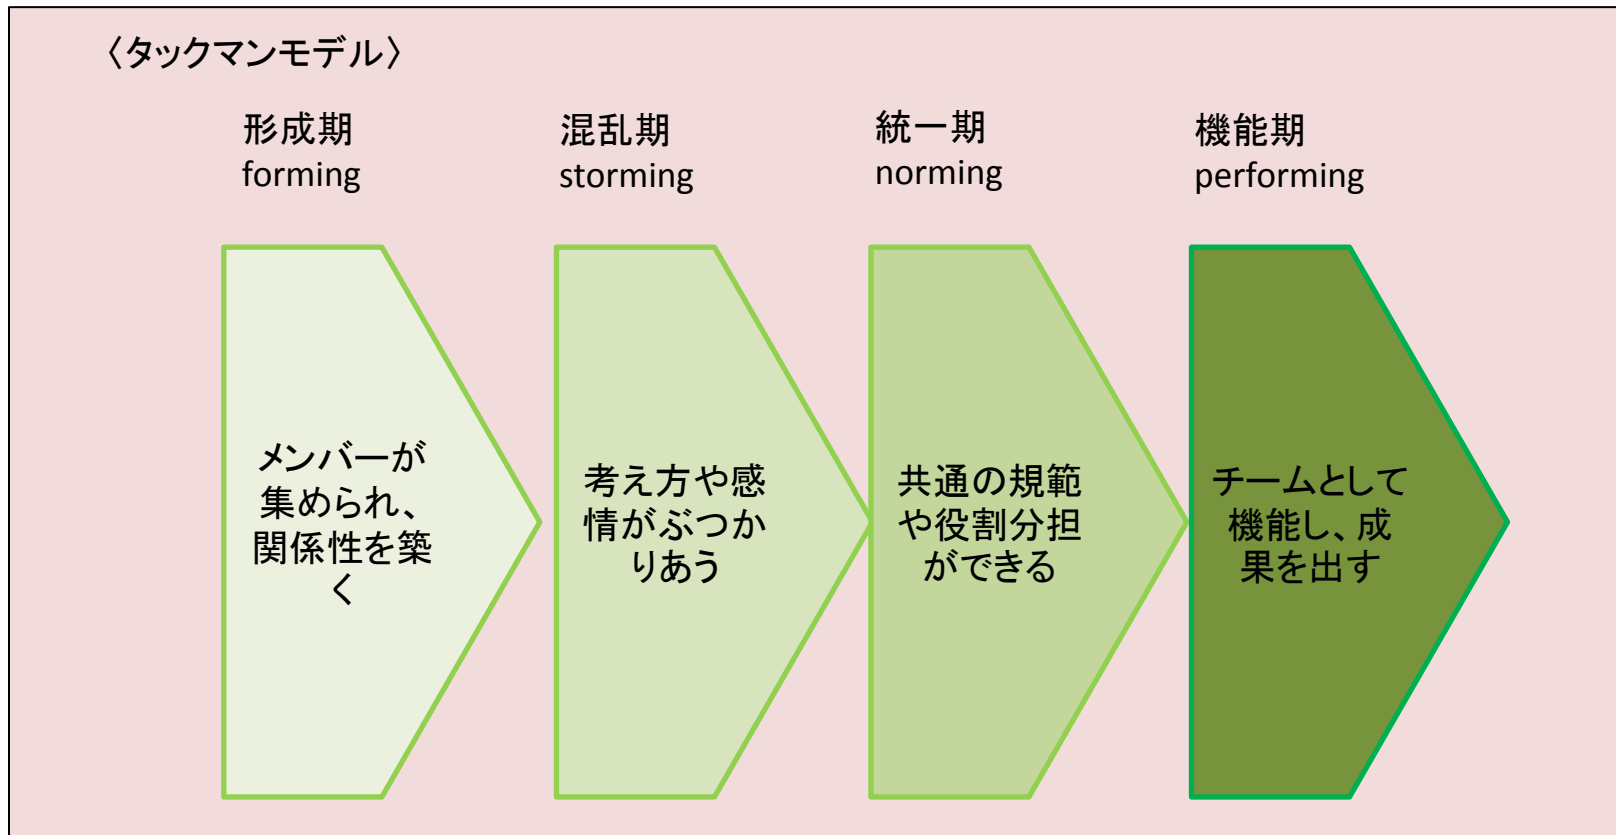 〈タックマンモデル〉
形成期
forming
混乱期
storming
統一期
norming
機能期
performing
メンバーが
集められ、
関係性を築
く
考え方や感
情がぶつか
りあう
共通の規範
や役割分担
ができる
チームとして
機能し、成
果を出す